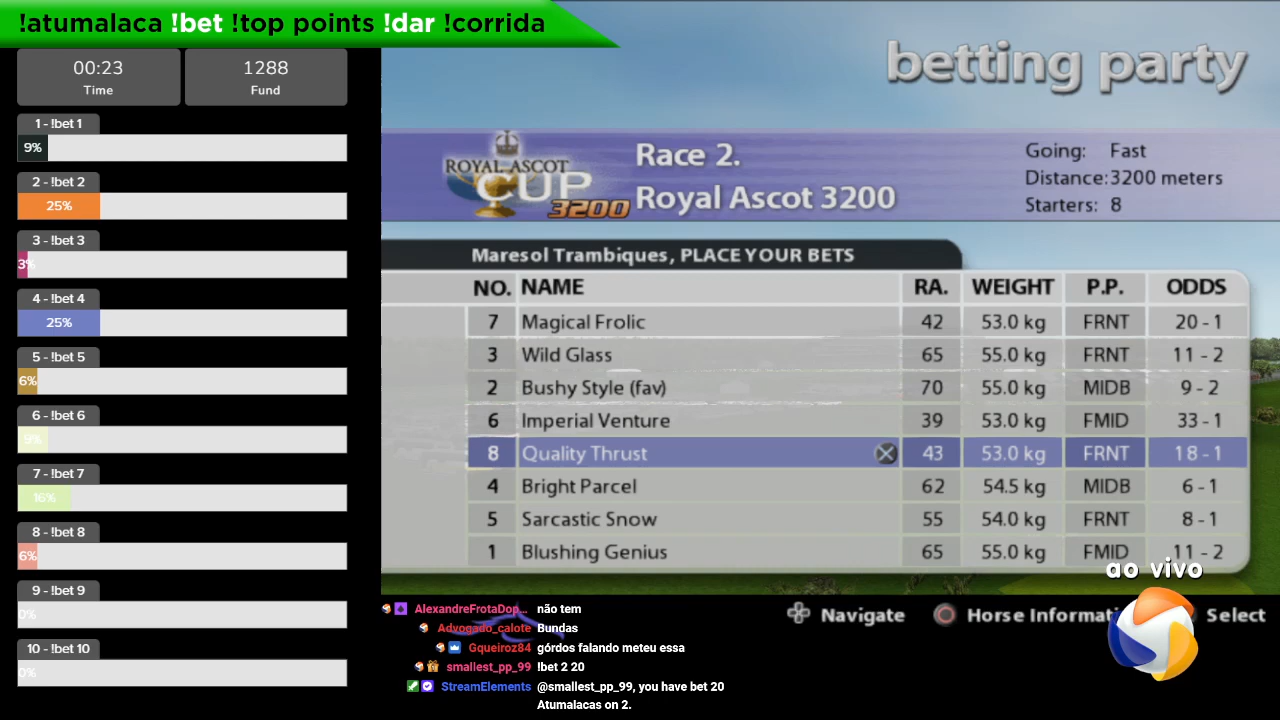 !atumalaca !bet !top points !dar !corrida
00:23
Time
1288
Fund
1 - !bet 1
9%
2 - !bet 2
25%
3 - !bet 3
3%
4 - !bet 4
25%
5 - !bet 5
6%
6 - !bet 6
9%
7 - !bet 7
16%
8 - !bet 8
6%
9 - !bet 9
0%
10 - !bet 10
0%
betting party
ROYAL ASCOT
CUP
3200
Race 2.
Royal Ascot 3200
Going: Fast
Distance: 3200 meters
Starters: 8
Maresol Trambiques, PLACE YOUR BETS
NO. NAME RA. WEIGHT P.P. ODDS
7 Magical Frolic 42 53.0 kg FRNT 20 - 1
3 Wild Glass 65 55.0 kg FRNT 11 - 2
2 Bushy Style (fav) 70 55.0 kg MIDB 9 - 2
6 Imperial Venture 39 53.0 kg FMID 33 - 1
8 Quality Thrust 43 53.0 kg FRNT 18 - 1
4 Bright Parcel 62 54.5 kg MIDB 6 - 1
5 Sarcastic Snow 55 54.0 kg FRNT 8 - 1
1 Blushing Genius 65 55.0 kg FMID 11 - 2
ao vivo
Navigate Horse Informati Select
AlexandreFrotaDop... não tem
Advogado_calote Bundas
Gqueiroz84 górdos falando meteu essa
smallest_pp_99 !bet 2 20
StreamElements @smallest_pp_99, you have bet 20
Atumalacas on 2.